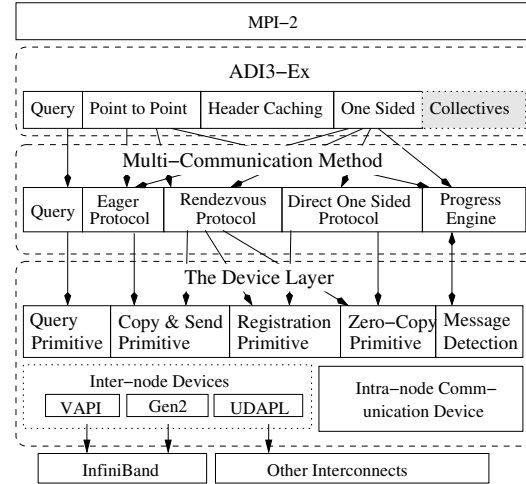 MPI−2
ADI3−Ex
Query Point to Point Header Caching One Sided Collectives
Multi−Communication Method
Query Eager Protocol Rendezvous Protocol Direct One Sided Protocol Progress Engine
The Device Layer
Query Primitive Copy & Send Primitive Registration Primitive Zero−Copy Primitive Message Detection
Inter−node Devices
VAPI Gen2 UDAPL
Intra−node Comm−
unication Device
InfiniBand Other Interconnects